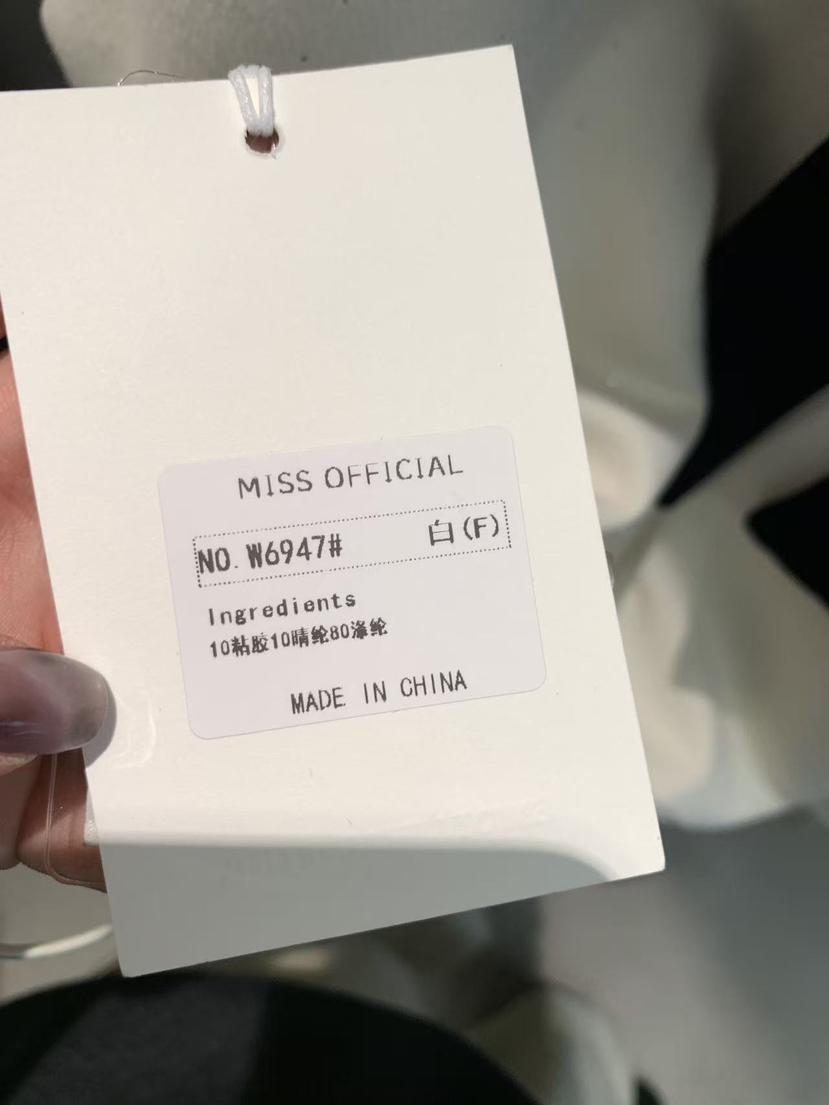 MISS OFFICIAL
NO. W6947# 白(F)
Ingredients
10粘胶10晴纶80涤纶
MADE IN CHINA